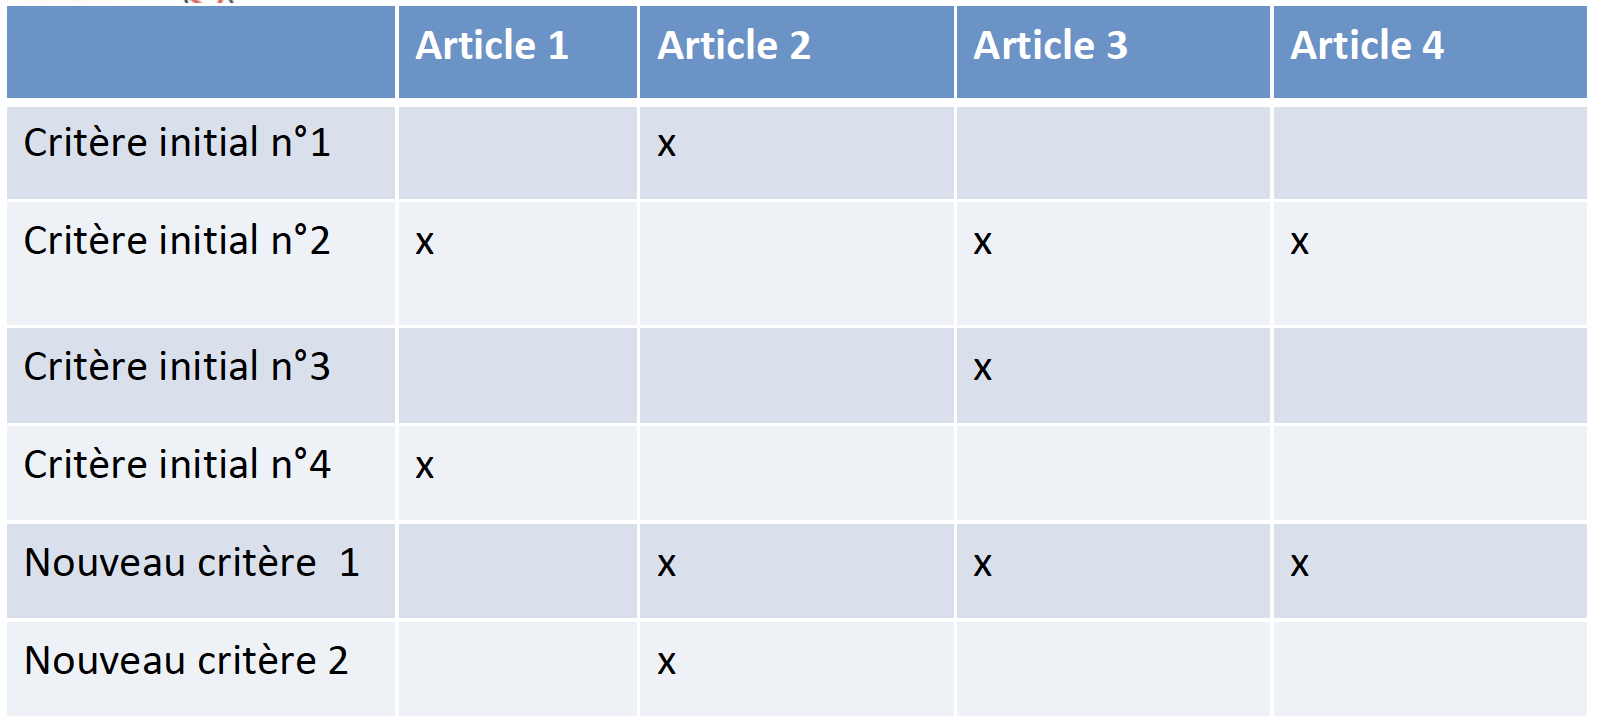 Article 1 Article 2 Article 3 Article 4
Critère initial n°1 x
Critère initial n°2 x x x
Critère initial n°3 x
Critère initial n°4 x
Nouveau critère  1 x x x
Nouveau critère 2 x